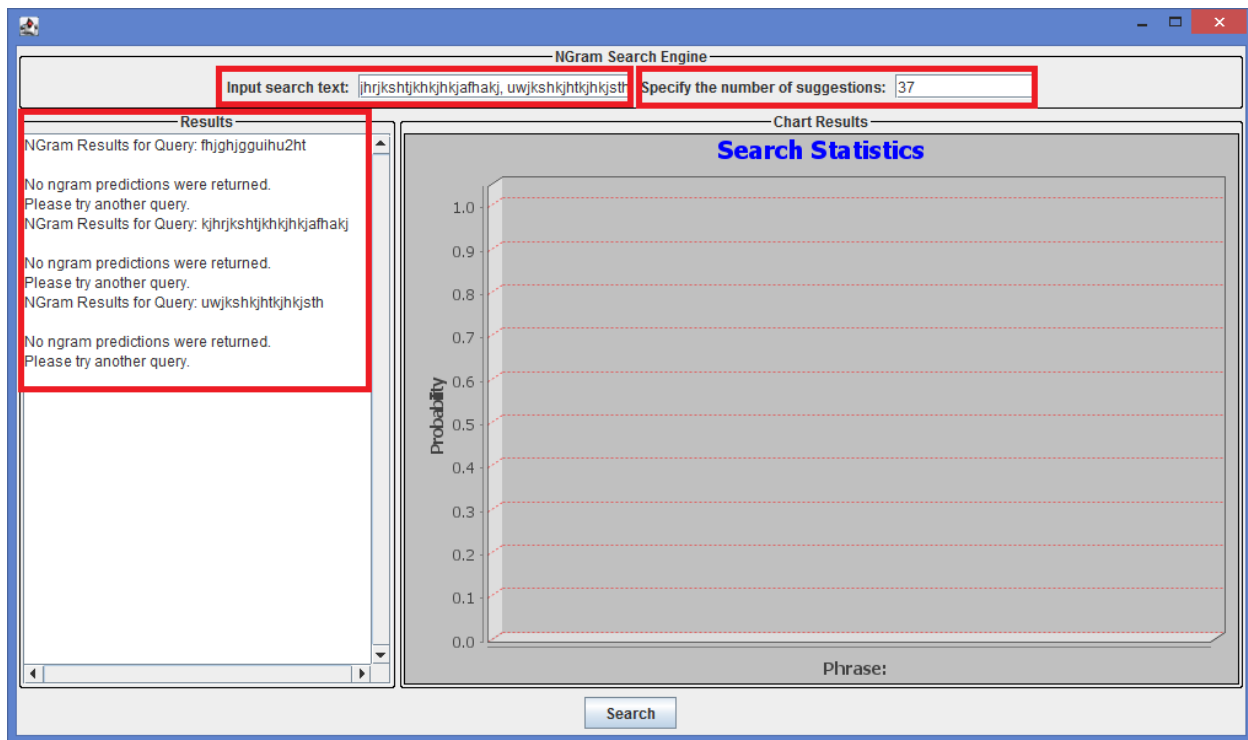 NGram Search Engine
Input search text: jhrjkshtjkhkjhkjafhakj, uwjkshkjhtkjhkjsth Specify the number of suggestions: 37
Results
NGram Results for Query: fhjghjgguihu2ht
No ngram predictions were returned.
Please try another query.
NGram Results for Query: kjhrjkshtjkhkjhkjafhakj
No ngram predictions were returned.
Please try another query.
NGram Results for Query: uwjkshkjhtkjhkjsth
No ngram predictions were returned.
Please try another query.
Chart Results
Search Statistics
Probability
1.0
0.9
0.8
0.7
0.6
0.5
0.4
0.3
0.2
0.1
0.0
Phrase:
Search